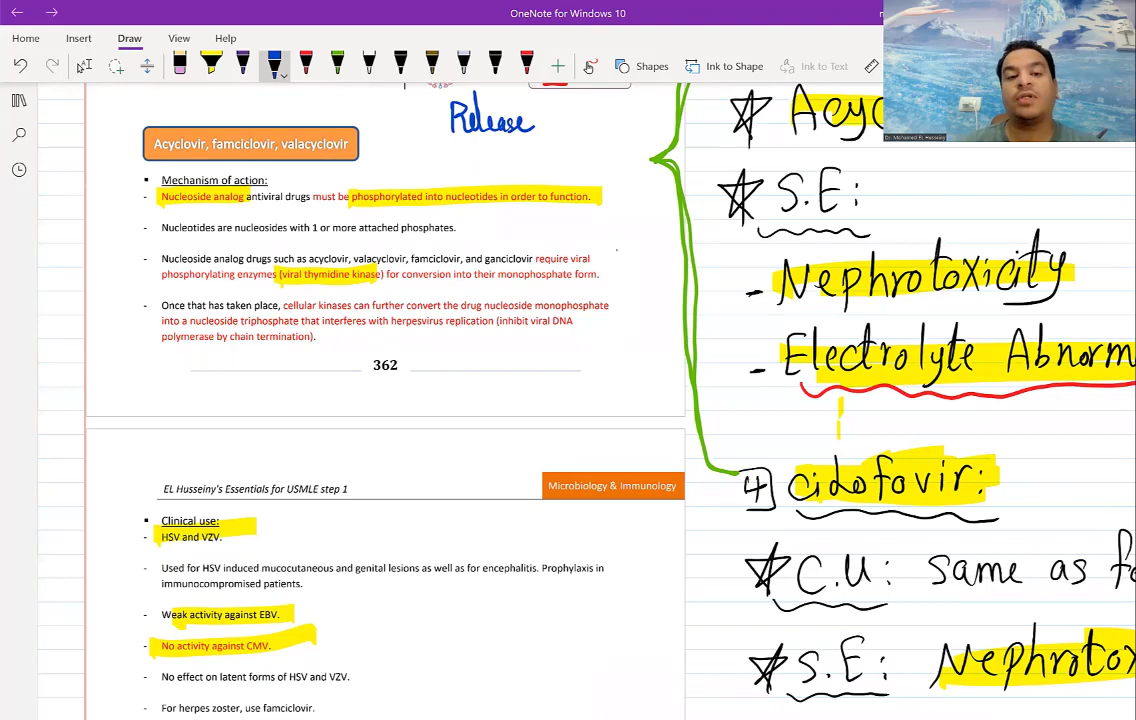 OneNote for Windows 10
Home Insert Draw View Help
Shapes Ink to Shape Ink to Text
Dr. Mohamed EL Husseiny
Release
Acyclovir, famciclovir, valacyclovir
Mechanism of action:
- Nucleoside analog antiviral drugs must be phosphorylated into nucleotides in order to function.
- Nucleotides are nucleosides with 1 or more attached phosphates.
- Nucleoside analog drugs such as acyclovir, valacyclovir, famciclovir, and ganciclovir require viral
phosphorylating enzymes (viral thymidine kinase) for conversion into their monophosphate form.
- Once that has taken place, cellular kinases can further convert the drug nucleoside monophosphate
into a nucleoside triphosphate that interferes with herpesvirus replication (inhibit viral DNA
polymerase by chain termination).
362
EL Husseiny's Essentials for USMLE step 1
Microbiology & Immunology
Clinical use:
- HSV and VZV.
- Used for HSV induced mucocutaneous and genital lesions as well as for encephalitis. Prophylaxis in
immunocompromised patients.
- Weak activity against EBV.
- No activity against CMV.
- No effect on latent forms of HSV and VZV.
- For herpes zoster, use famciclovir.
Acyc
S.E:
- Nephrotoxicity
- Electrolyte Abnorm
4 Cidofovir:
C.U: same as fo
S.E: Nephrotox